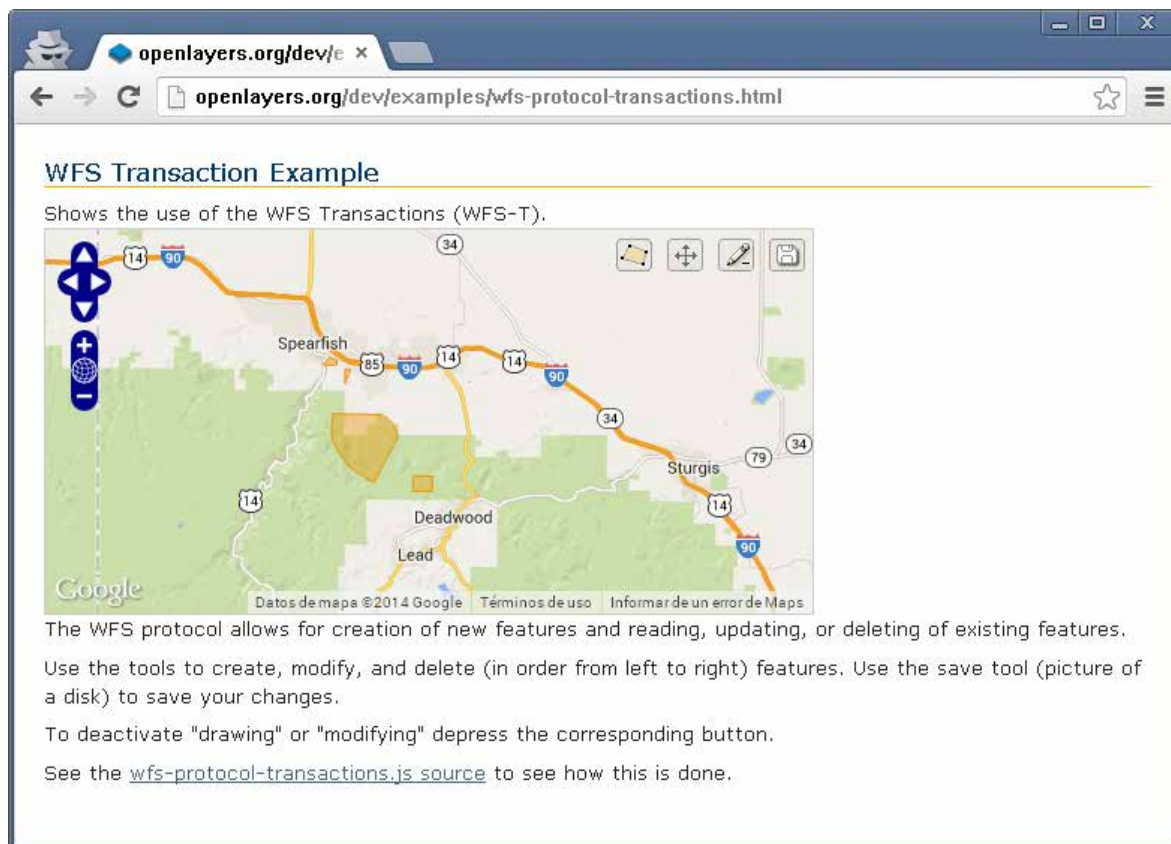 openlayers.org/dev/e
openlayers.org/dev/examples/wfs-protocol-transactions.html
WFS Transaction Example
Shows the use of the WFS Transactions (WFS-T).
14
90
34
Spearfish
85
90
14
14
90
34
34
79
Sturgis
14
14
Deadwood
90
Lead
Google
Datos de mapa ©2014 Google Términos de uso Informar de un error de Maps
The WFS protocol allows for creation of new features and reading, updating, or deleting of existing features.
Use the tools to create, modify, and delete (in order from left to right) features. Use the save tool (picture of
a disk) to save your changes.
To deactivate "drawing" or "modifying" depress the corresponding button.
See the wfs-protocol-transactions.js source to see how this is done.